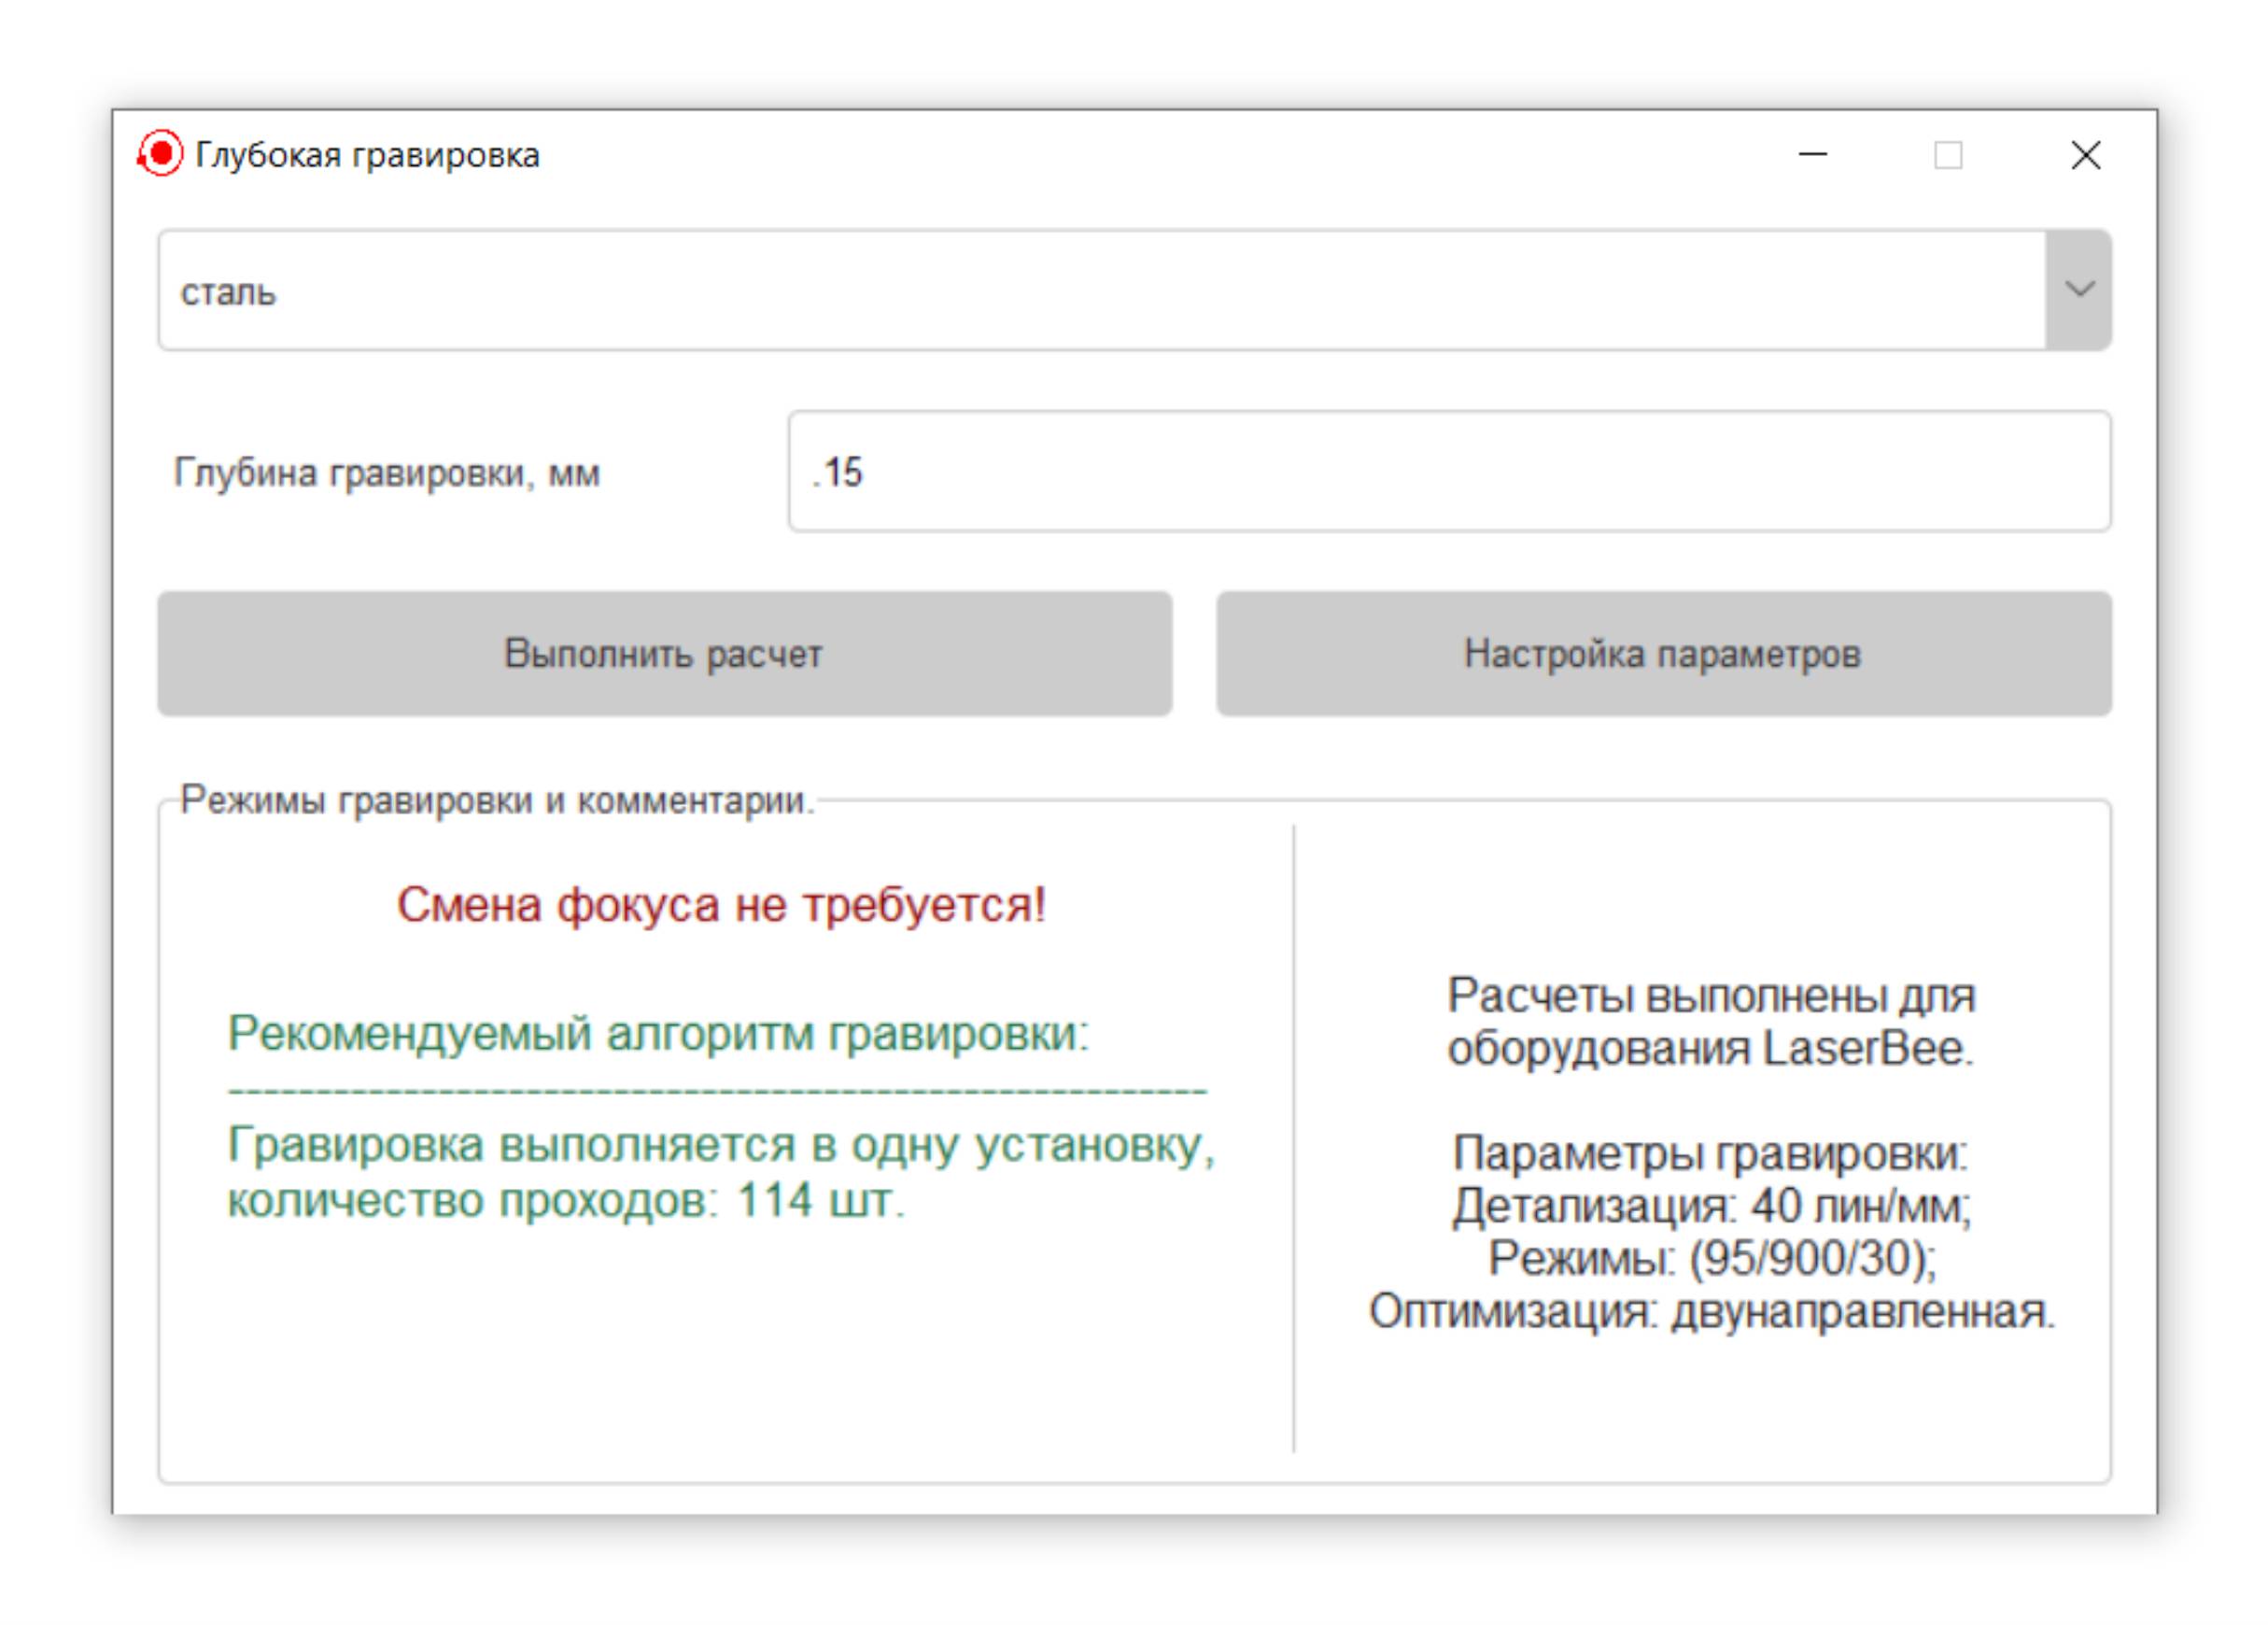 Глубокая гравировка
сталь
Глубина гравировки, мм
.15
Выполнить расчет
Настройка параметров
Режимы гравировки и комментарии.
Смена фокуса не требуется!
Рекомендуемый алгоритм гравировки:
--------------------------------------------------------
Гравировка выполняется в одну установку,
количество проходов: 114 шт.
Расчеты выполнены для
оборудования LaserBee.
Параметры гравировки:
Детализация: 40 лин/мм;
Режимы: (95/900/30);
Оптимизация: двунаправленная.